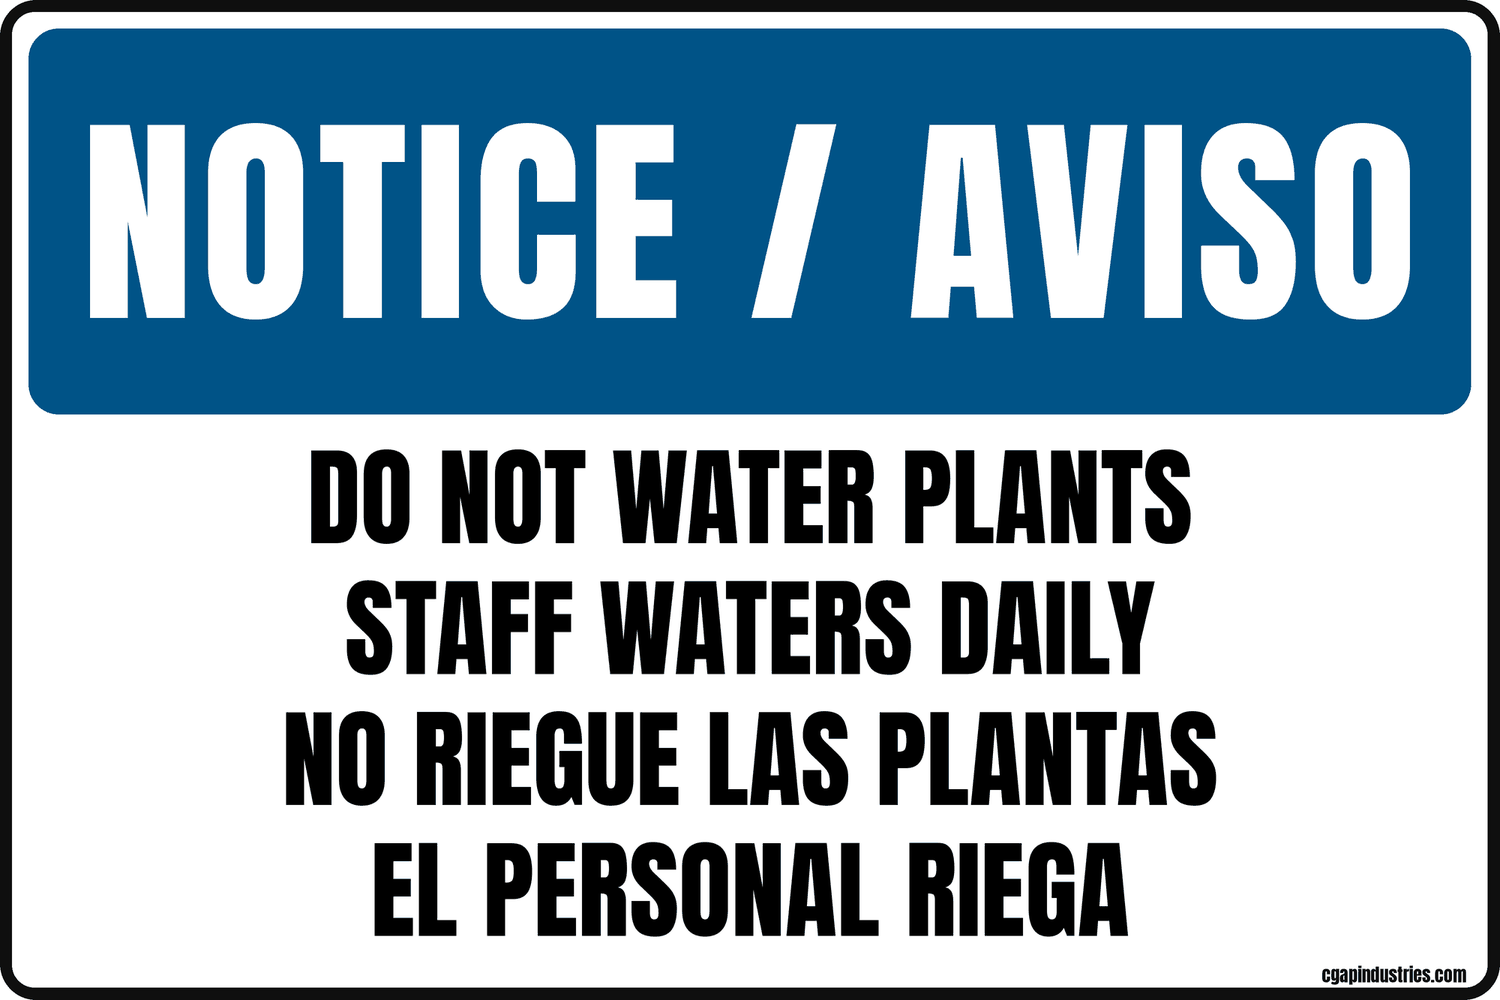 NOTICE / AVISO
DO NOT WATER PLANTS
STAFF WATERS DAILY
NO RIEGUE LAS PLANTAS
EL PERSONAL RIEGA
cgapindustries.com